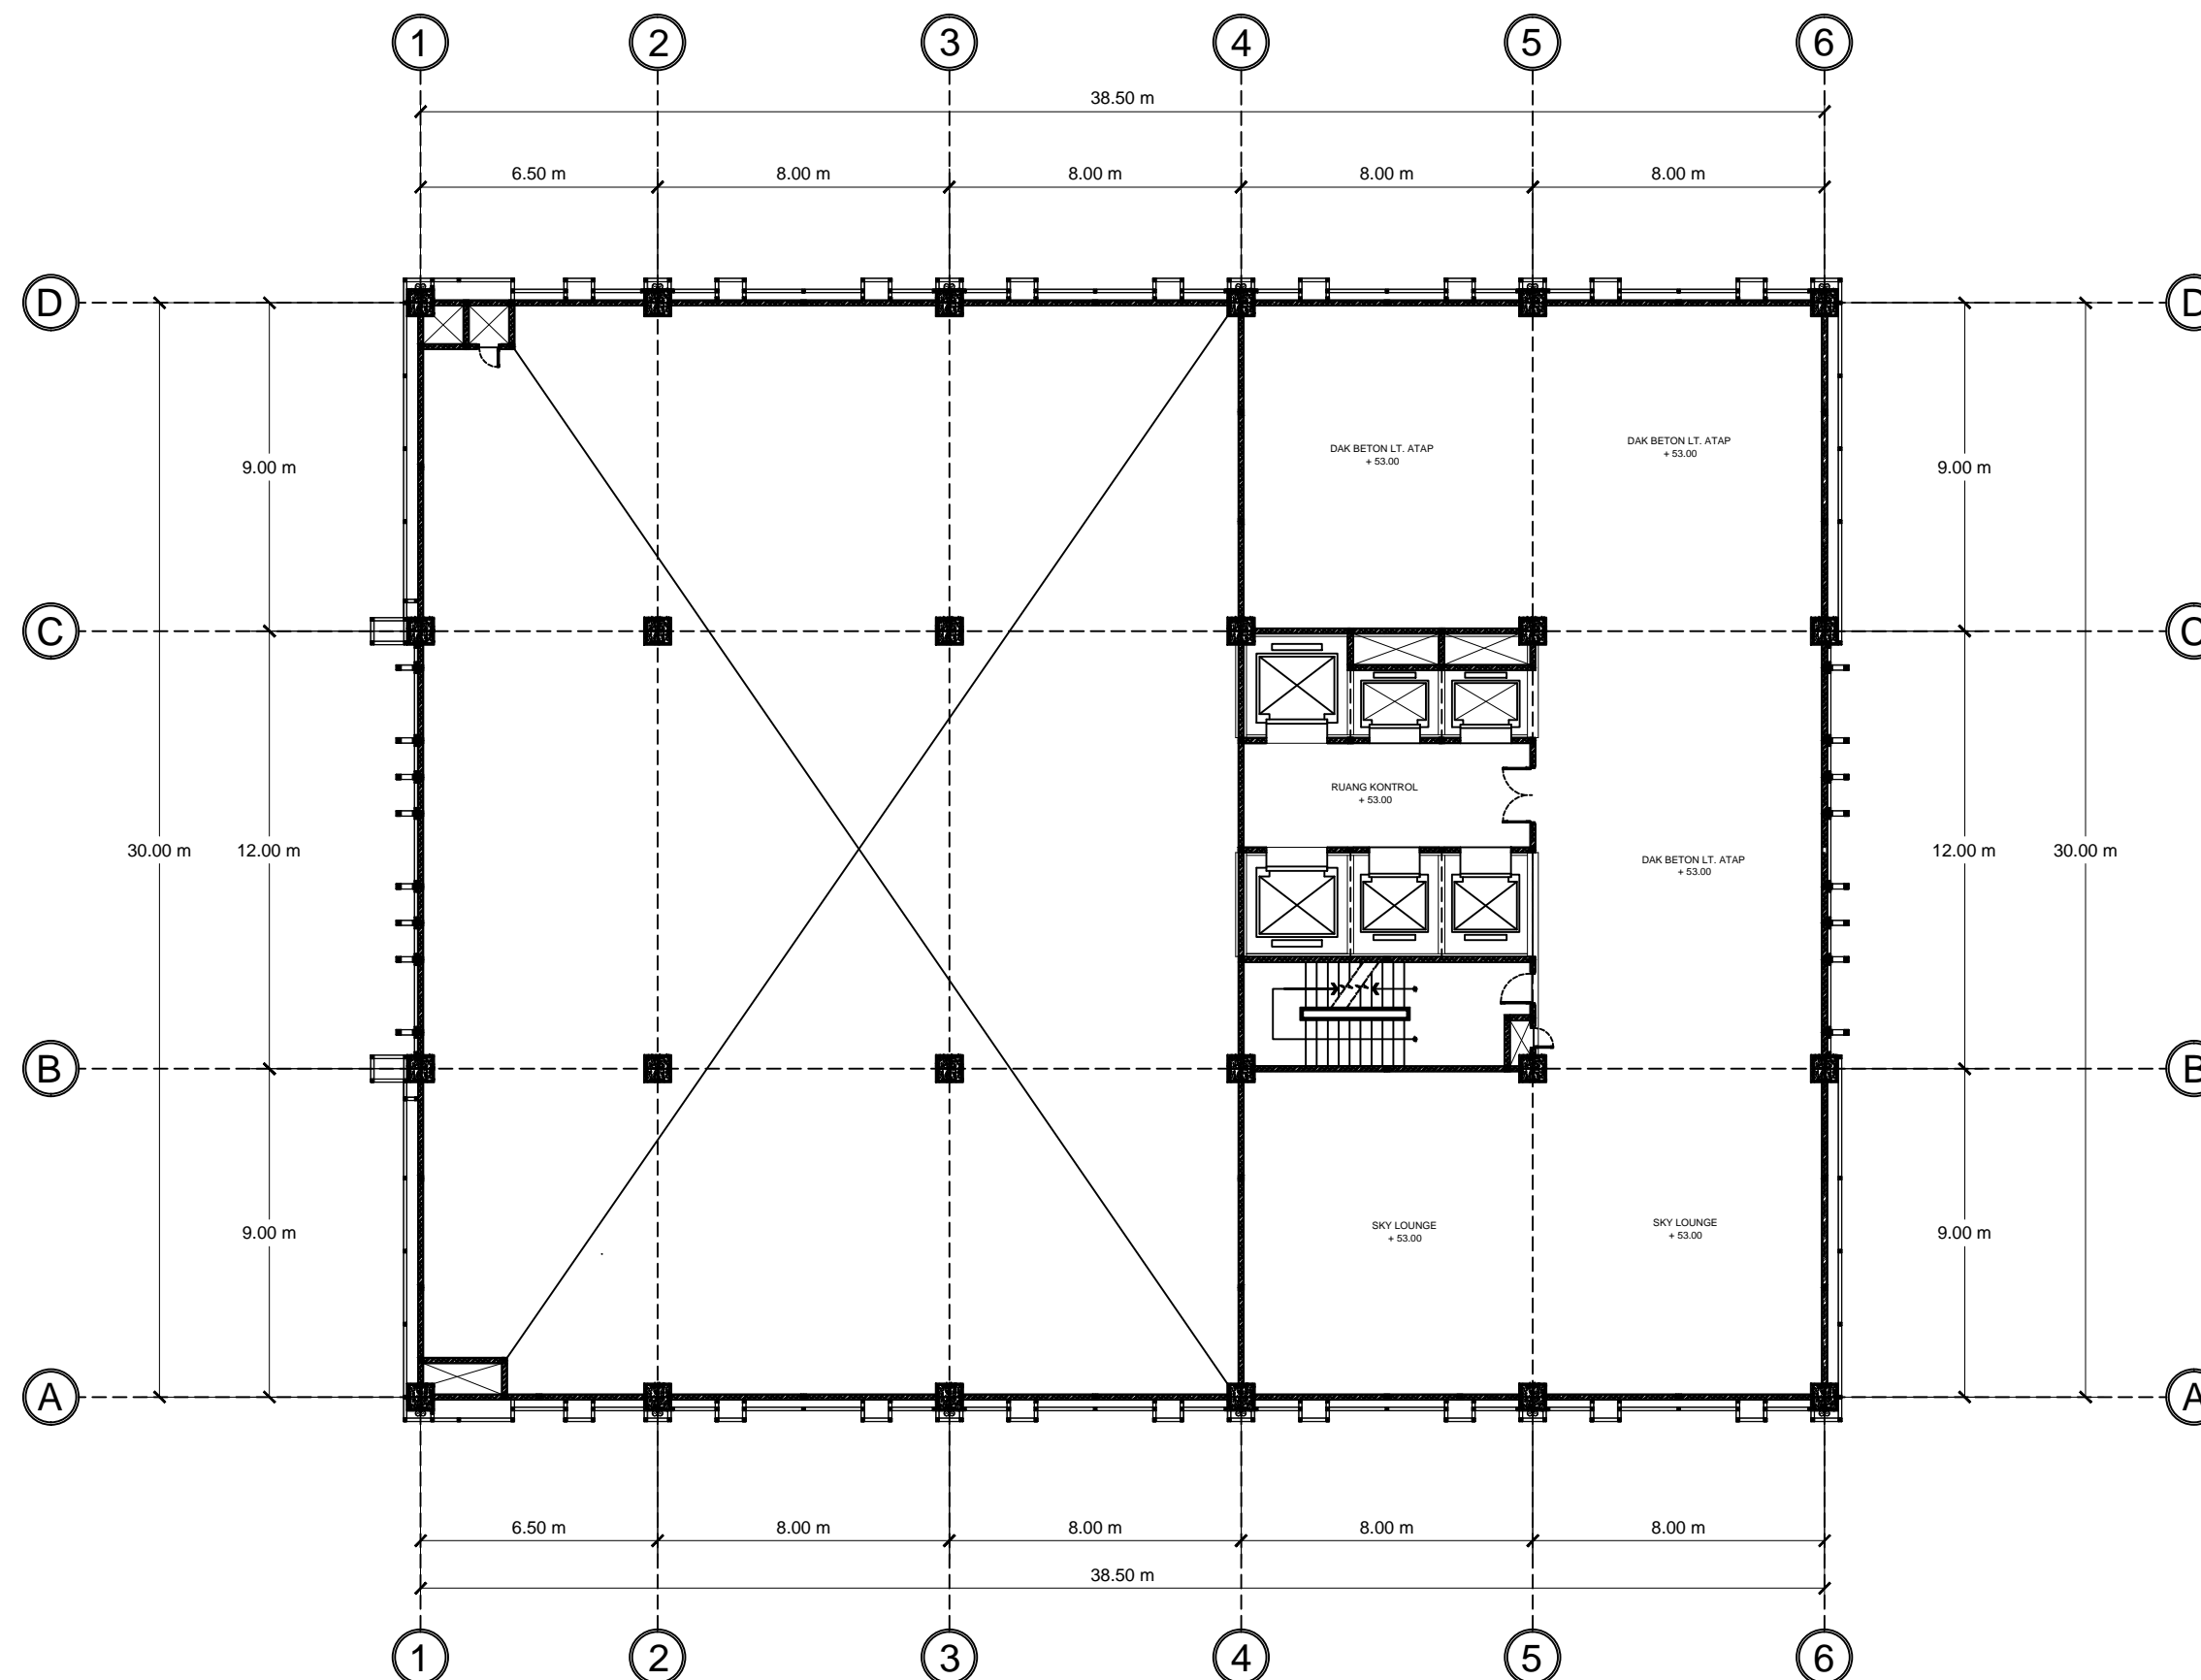 1 2 3 4 5 6
38.50 m
6.50 m 8.00 m 8.00 m 8.00 m 8.00 m
D D
9.00 m 9.00 m
DAK BETON LT. ATAP
+ 53.00
DAK BETON LT. ATAP
+ 53.00
C C
RUANG KONTROL
+ 53.00
30.00 m 12.00 m 12.00 m 30.00 m
DAK BETON LT. ATAP
+ 53.00
B B
9.00 m 9.00 m
SKY LOUNGE
+ 53.00
SKY LOUNGE
+ 53.00
A A
6.50 m 8.00 m 8.00 m 8.00 m 8.00 m
38.50 m
1 2 3 4 5 6